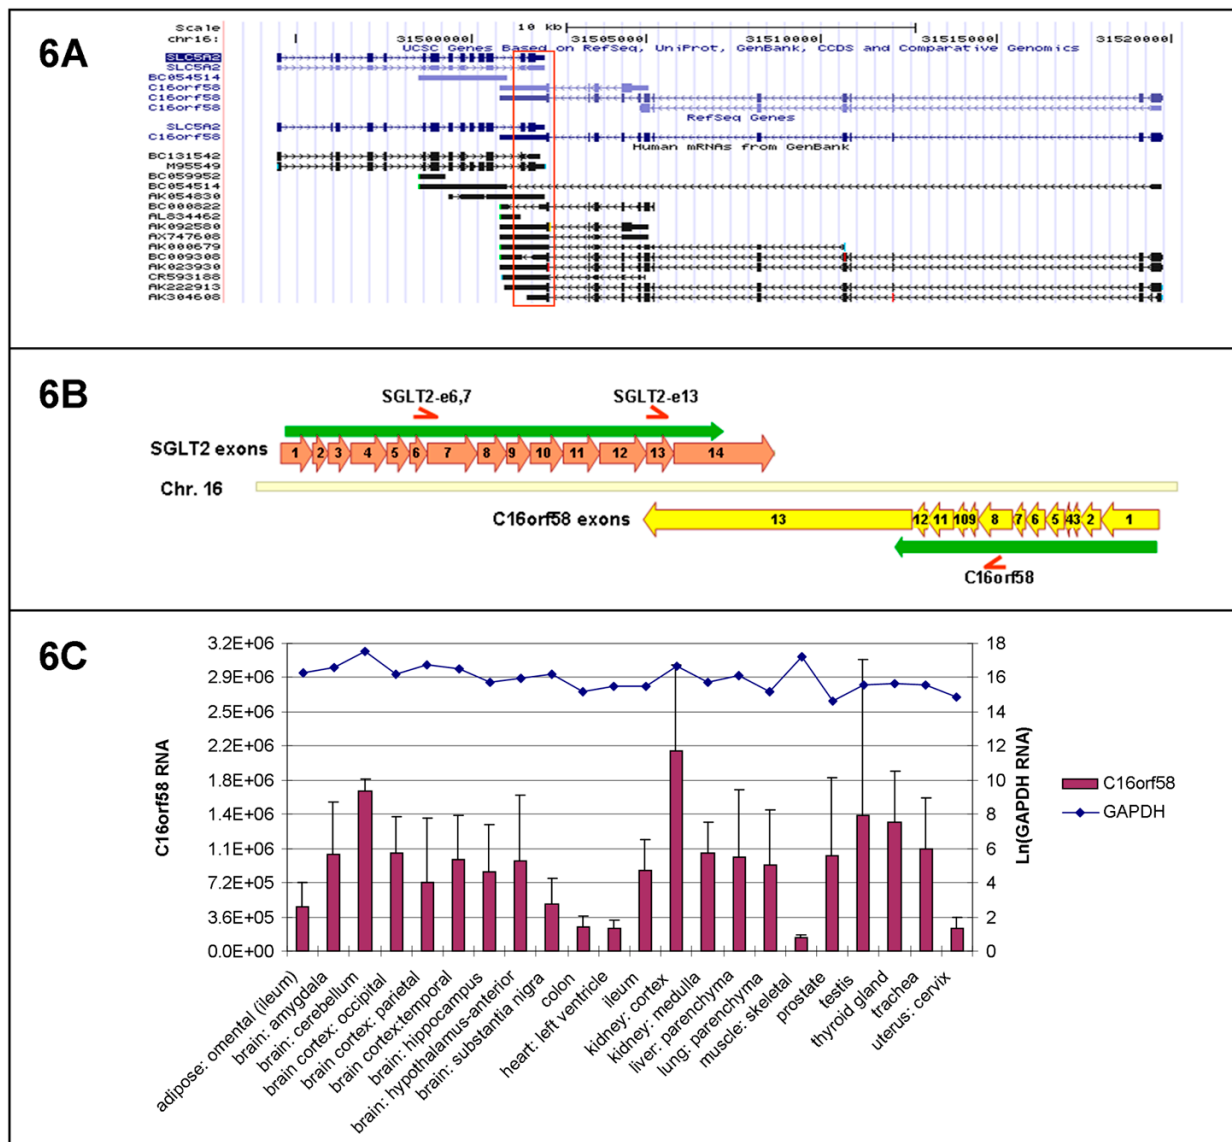 6A
Scale
10 kb
chr16:
31500000
31505000
31510000
31515000
31520000
UCSC Genes Based on RefSeq, UniProt, GenBank, CCDS and Comparative Genomics
SLC5A2
SLC5A2
BC054514
C16orf58
C16orf58
C16orf58
RefSeq Genes
SLC5A2
C16orf58
Human mRNAs from GenBank
BC131542
M95549
BC059952
BC054514
AK054830
BC000822
AL834462
AK092580
AX747608
AK000679
BC009308
AK023930
CR593188
AK222913
AK304608
6B
SGLT2-e6,7
SGLT2-e13
SGLT2 exons
1 2 3 4 5 6 7 8 9 10 11 12 13 14
Chr. 16
C16orf58 exons
13 12 11 10 9 8 7 6 5 4 3 2 1
C16orf58
6C
C16orf58 RNA
3.2E+06
2.9E+06
2.5E+06
2.2E+06
1.8E+06
1.4E+06
1.1E+06
7.2E+05
3.6E+05
0.0E+00
18
16
14
12
10
8
6
4
2
0
Ln(GAPDH RNA)
C16orf58
GAPDH
adipose: omental (ileum)
brain: amygdala
brain: cerebellum
brain cortex: occipital
brain cortex: parietal
brain cortex:temporal
brain: hippocampus
brain: hypothalamus-anterior
brain: substantia nigra
colon
heart: left ventricle
ileum
kidney: cortex
kidney: medulla
liver: parenchyma
lung: parenchyma
muscle: skeletal
prostate
testis
thyroid gland
trachea
uterus: cervix